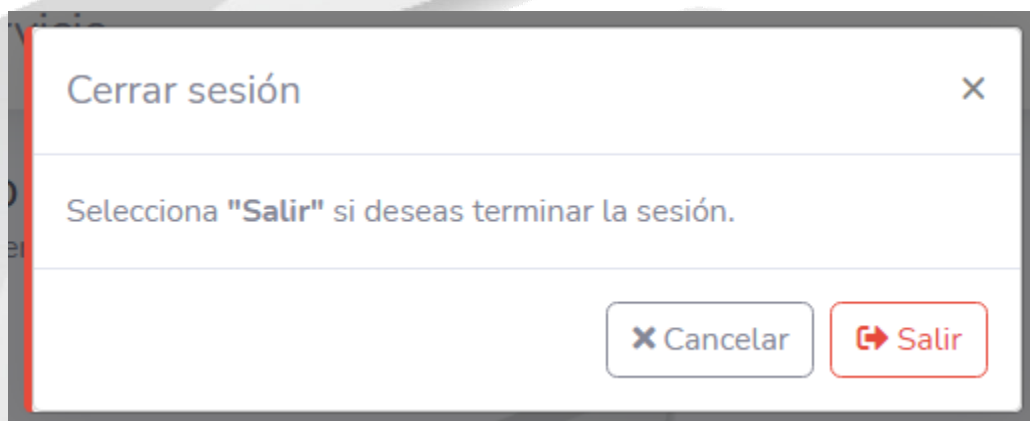 Cerrar sesión
Selecciona "Salir" si deseas terminar la sesión.
Cancelar
Salir